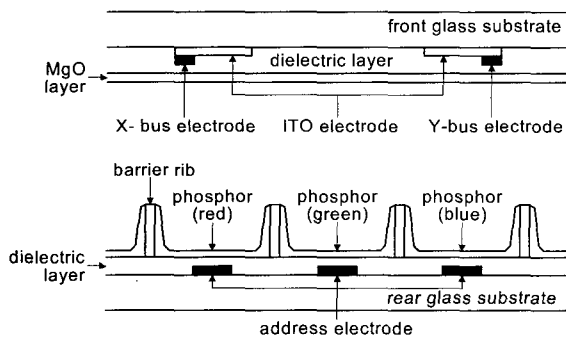 front glass substrate
dielectric layer
MgO
layer
X- bus electrode
ITO electrode
Y-bus electrode
barrier rib
phosphor
(red)
phosphor
(green)
phosphor
(blue)
dielectric
layer
rear glass substrate
address electrode